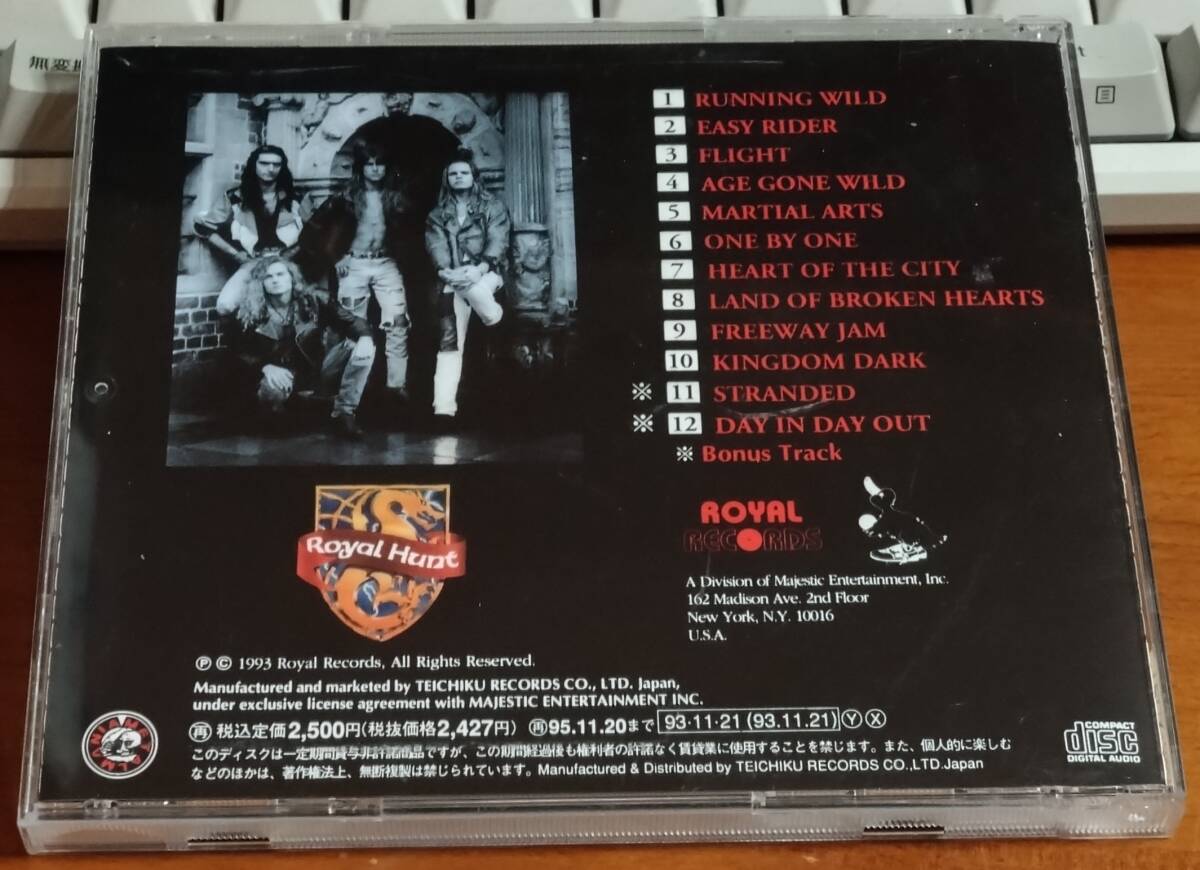 無変換
1 RUNNING WILD
2 EASY RIDER
3 FLIGHT
4 AGE GONE WILD
5 MARTIAL ARTS
6 ONE BY ONE
7 HEART OF THE CITY
8 LAND OF BROKEN HEARTS
9 FREEWAY JAM
10 KINGDOM DARK
※ 11 STRANDED
※ 12 DAY IN DAY OUT
※ Bonus Track
Royal Hunt
ROYAL
RECORDS
A Division of Majestic Entertainment, Inc.
162 Madison Ave. 2nd Floor
New York, N.Y. 10016
U.S.A.
Ⓟ © 1993 Royal Records, All Rights Reserved.
Manufactured and marketed by TEICHIKU RECORDS CO., LTD. Japan,
under exclusive license agreement with MAJESTIC ENTERTAINMENT INC.
㊢税込定価2,500円(税抜価格2,427円) 95.11.20まで 93·11·21 (93.11.21) Ⓨ Ⓧ
このディスクは一定期間貸与非許諾商品ですが、この期間経過後も権利者の許諾なく賃貸業に使用することを禁じます。また、個人的に楽しむ
などのほかは、著作権法上、無断複製は禁じられています。Manufactured & Distributed by TEICHIKU RECORDS CO.,LTD.Japan
COMPACT
disc
DIGITAL AUDIO